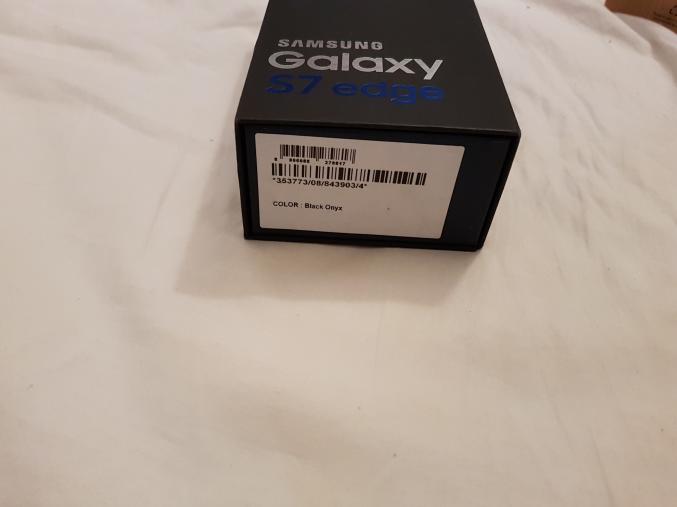 SAMSUNG
Galaxy
S7 edge
*353773/08/843903/4*
COLOR : Black Onyx